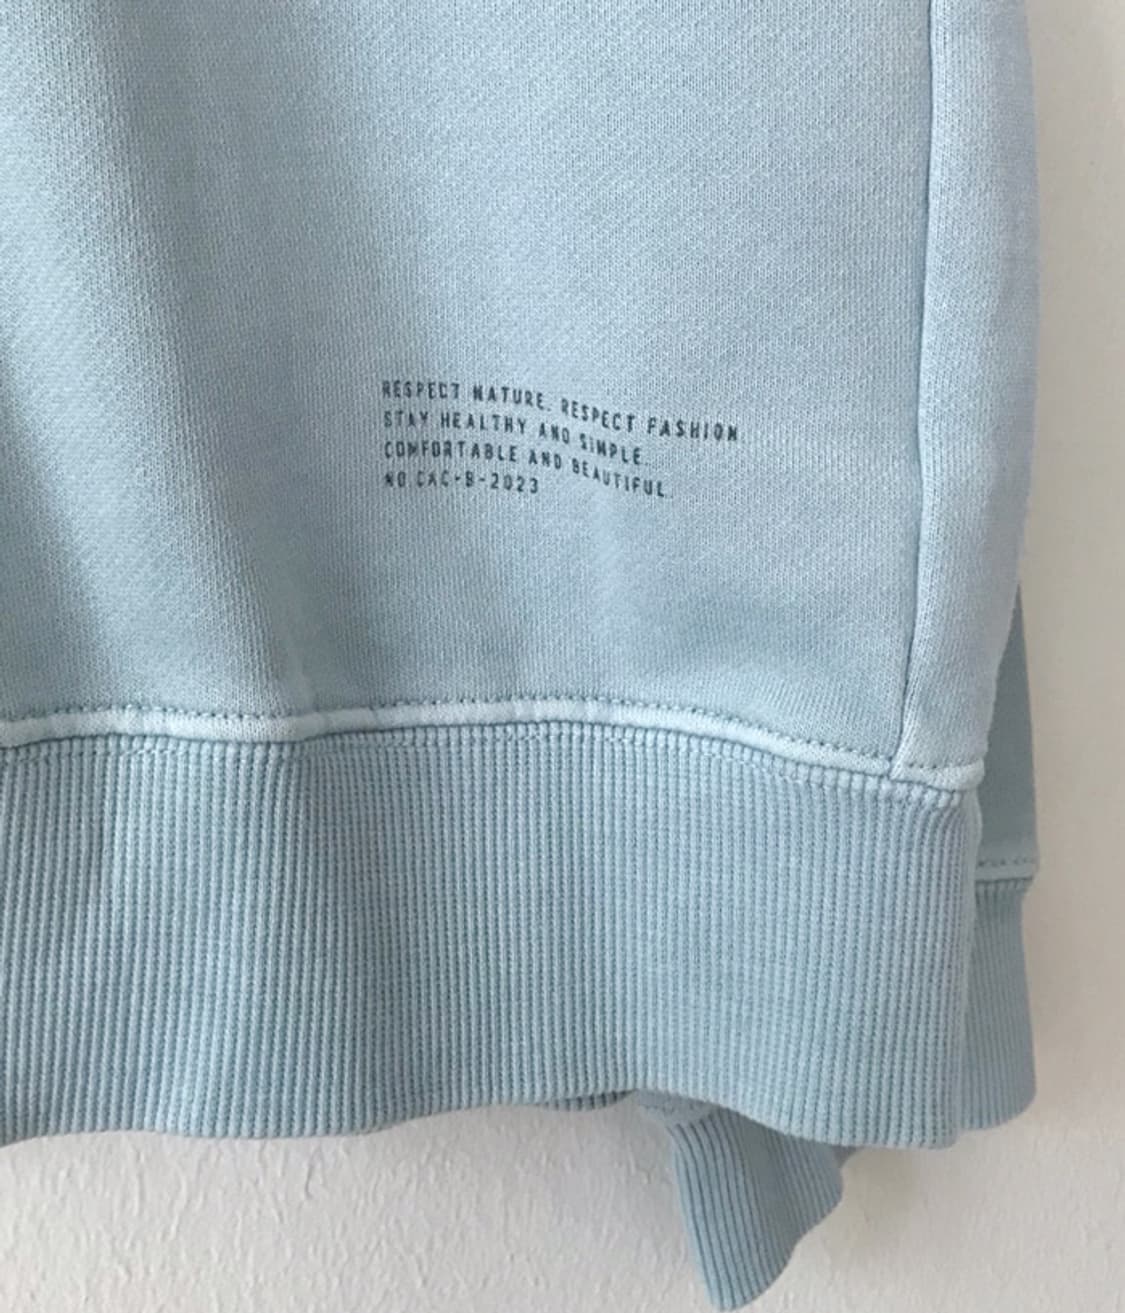 RESPECT NATURE. RESPECT FASHION.
STAY HEALTHY AND SIMPLE.
COMFORTABLE AND BEAUTIFUL.
NO.CAC-B-2023